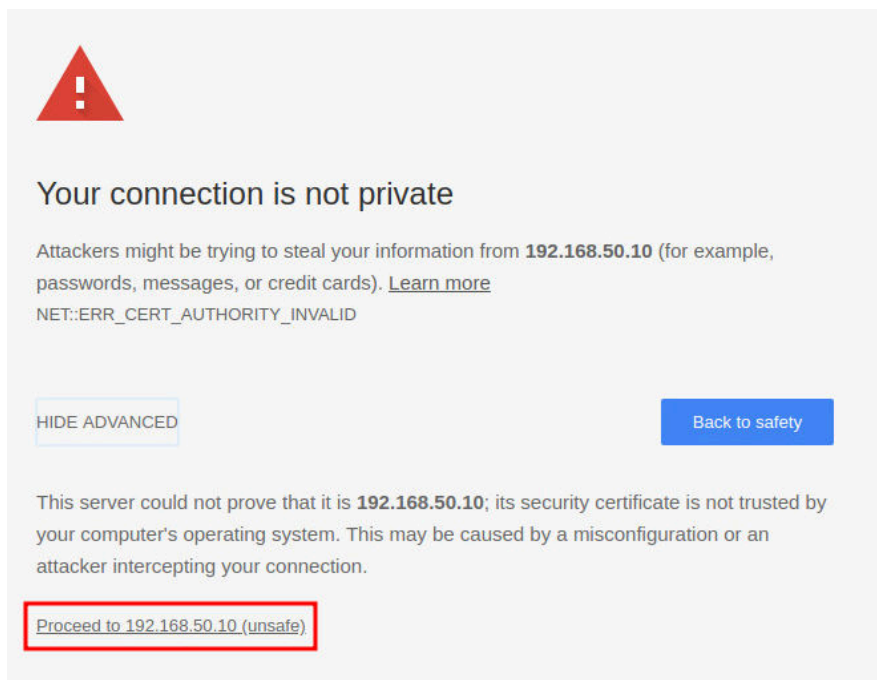 Your connection is not private
Attackers might be trying to steal your information from 192.168.50.10 (for example,
passwords, messages, or credit cards). Learn more
NET::ERR_CERT_AUTHORITY_INVALID
HIDE ADVANCED
Back to safety
This server could not prove that it is 192.168.50.10; its security certificate is not trusted by
your computer's operating system. This may be caused by a misconfiguration or an
attacker intercepting your connection.
Proceed to 192.168.50.10 (unsafe)